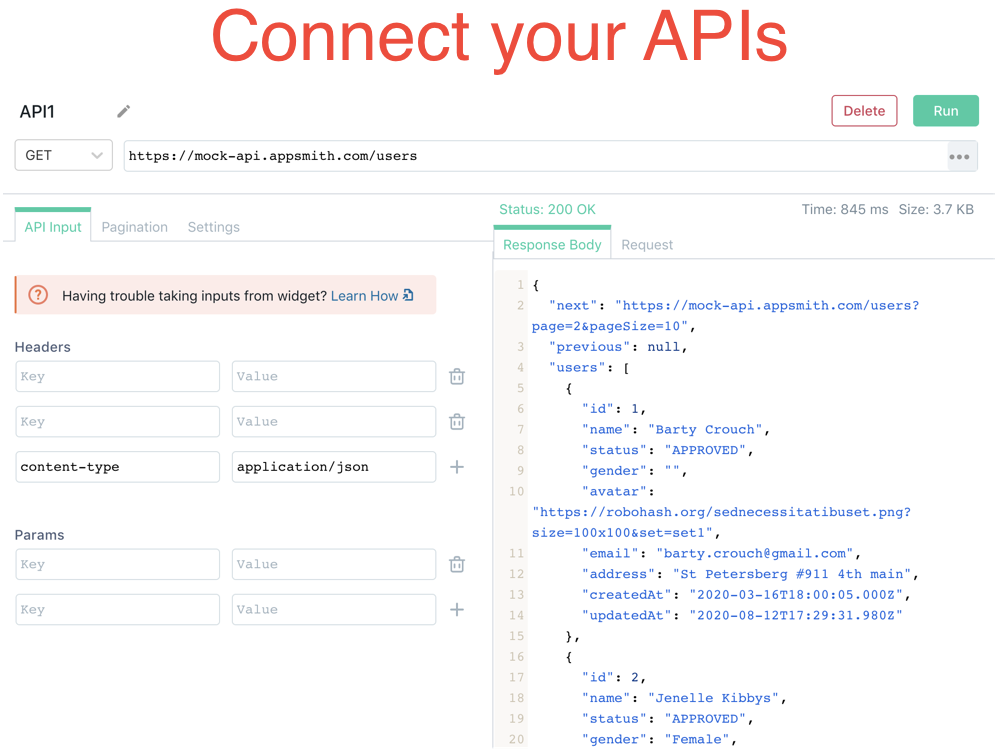 Connect your APIs
API1
Delete
Run
GET
https://mock-api.appsmith.com/users
API Input
Pagination
Settings
Having trouble taking inputs from widget? Learn How
Headers
Key
Value
Key
Value
content-type
application/json
Params
Key
Value
Key
Value
Status: 200 OK
Time: 845 ms
Size: 3.7 KB
Response Body
Request
1 {
2 "next": "https://mock-api.appsmith.com/users?
page=2&pageSize=10",
3 "previous": null,
4 "users": [
5 {
6 "id": 1,
7 "name": "Barty Crouch",
8 "status": "APPROVED",
9 "gender": "",
10 "avatar":
"https://robohash.org/sednecessitatibuset.png?
size=100x100&set=set1",
11 "email": "barty.crouch@gmail.com",
12 "address": "St Petersberg #911 4th main",
13 "createdAt": "2020-03-16T18:00:05.000Z",
14 "updatedAt": "2020-08-12T17:29:31.980Z"
15 },
16 {
17 "id": 2,
18 "name": "Jenelle Kibbys",
19 "status": "APPROVED",
20 "gender": "Female",